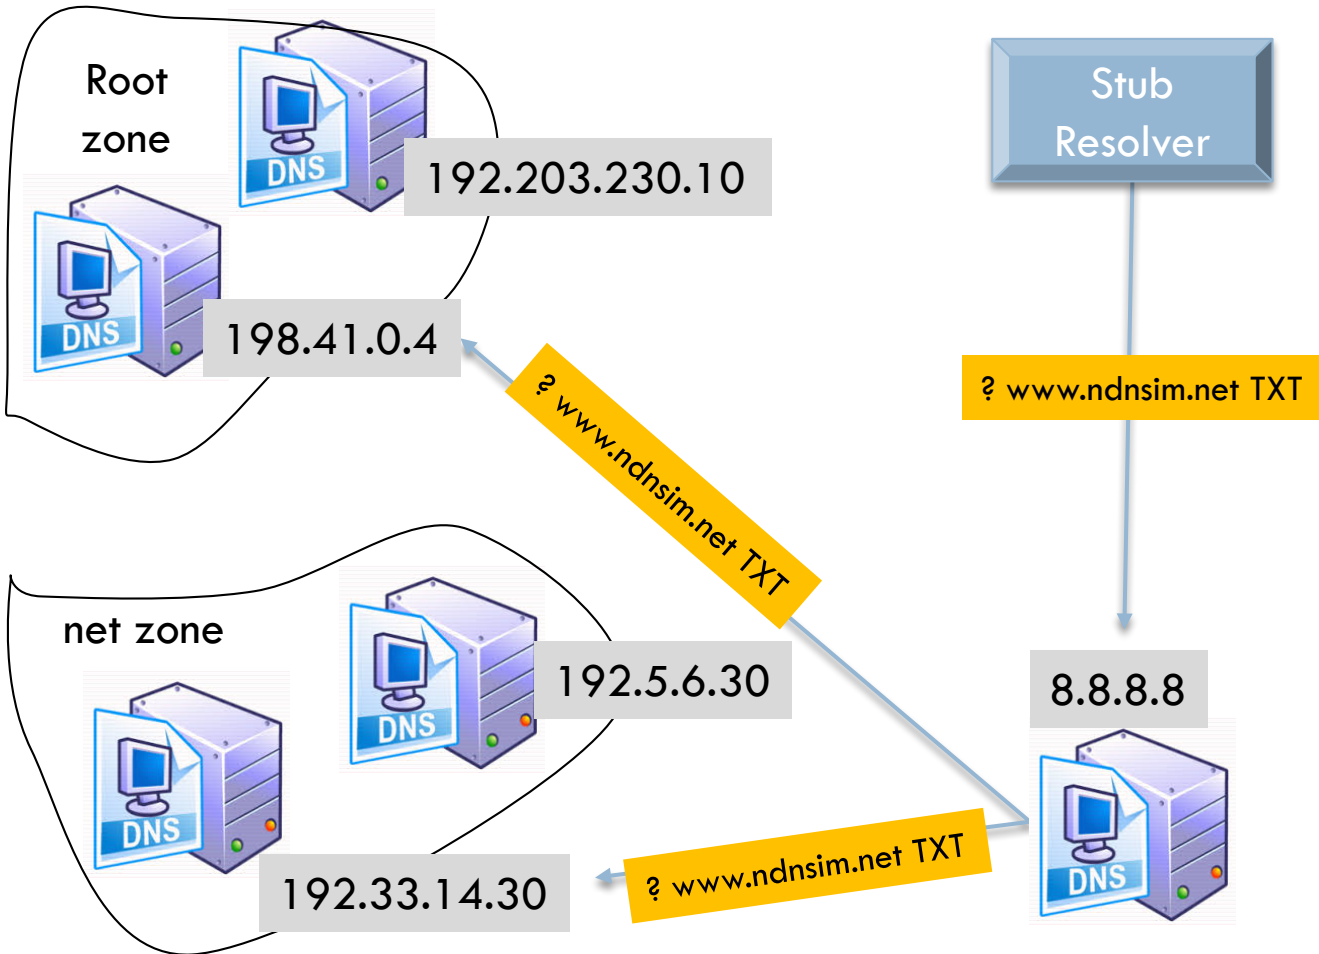 Root
zone
DNS
192.203.230.10
DNS
198.41.0.4
Stub
Resolver
? www.ndnsim.net TXT
? www.ndnsim.net TXT
net zone
DNS
192.5.6.30
DNS
192.33.14.30
? www.ndnsim.net TXT
8.8.8.8
DNS